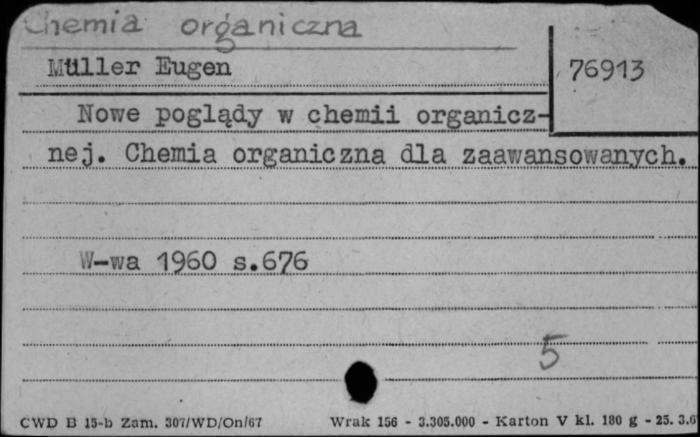 Chemia organiczna
Müller Eugen
76913
Nowe poglądy w chemii organicz-
nej. Chemia organiczna dla zaawansowanych.
W-wa 1960 s.676
5
CWD B 15-b Zam. 307/WD/On/67 Wrak 156 - 3.305.000 - Karton V kl. 180 g - 25. 3.6